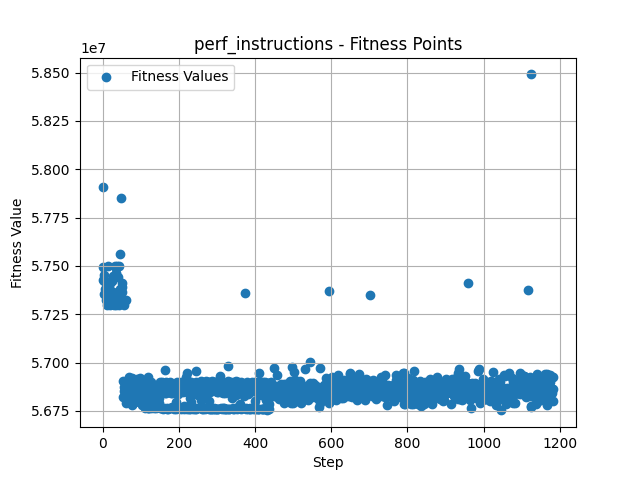 perf_instructions - Fitness Points
1e7
Fitness Values
5.850
5.825
5.800
5.775
5.750
5.725
5.700
5.675
Fitness Value
0 200 400 600 800 1000 1200
Step